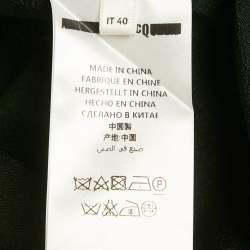 IT 40
CQ
MADE IN CHINA
FABRIQUE EN CHINE
HERGESTELLT IN CHINA
HECHO EN CHINA
СДЕЛАНО В КИТАЕ
中國製
产地:中国
صنع في الصين